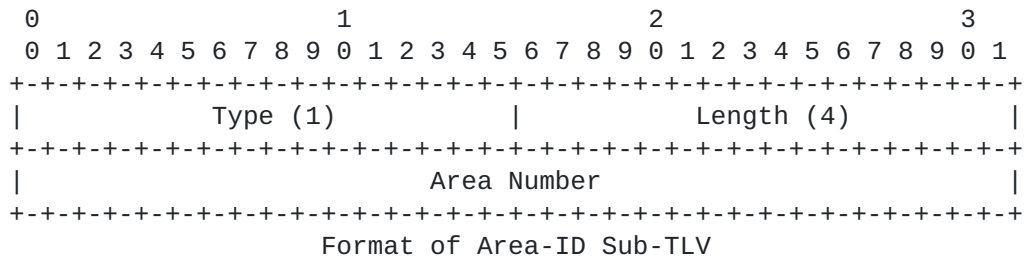 0                   1                   2                   3
 0 1 2 3 4 5 6 7 8 9 0 1 2 3 4 5 6 7 8 9 0 1 2 3 4 5 6 7 8 9 0 1
+-+-+-+-+-+-+-+-+-+-+-+-+-+-+-+-+-+-+-+-+-+-+-+-+-+-+-+-+-+-+-+-+
|            Type (1)           |           Length (4)          |
+-+-+-+-+-+-+-+-+-+-+-+-+-+-+-+-+-+-+-+-+-+-+-+-+-+-+-+-+-+-+-+-+
|                          Area Number                          |
+-+-+-+-+-+-+-+-+-+-+-+-+-+-+-+-+-+-+-+-+-+-+-+-+-+-+-+-+-+-+-+-+
                    Format of Area-ID Sub-TLV